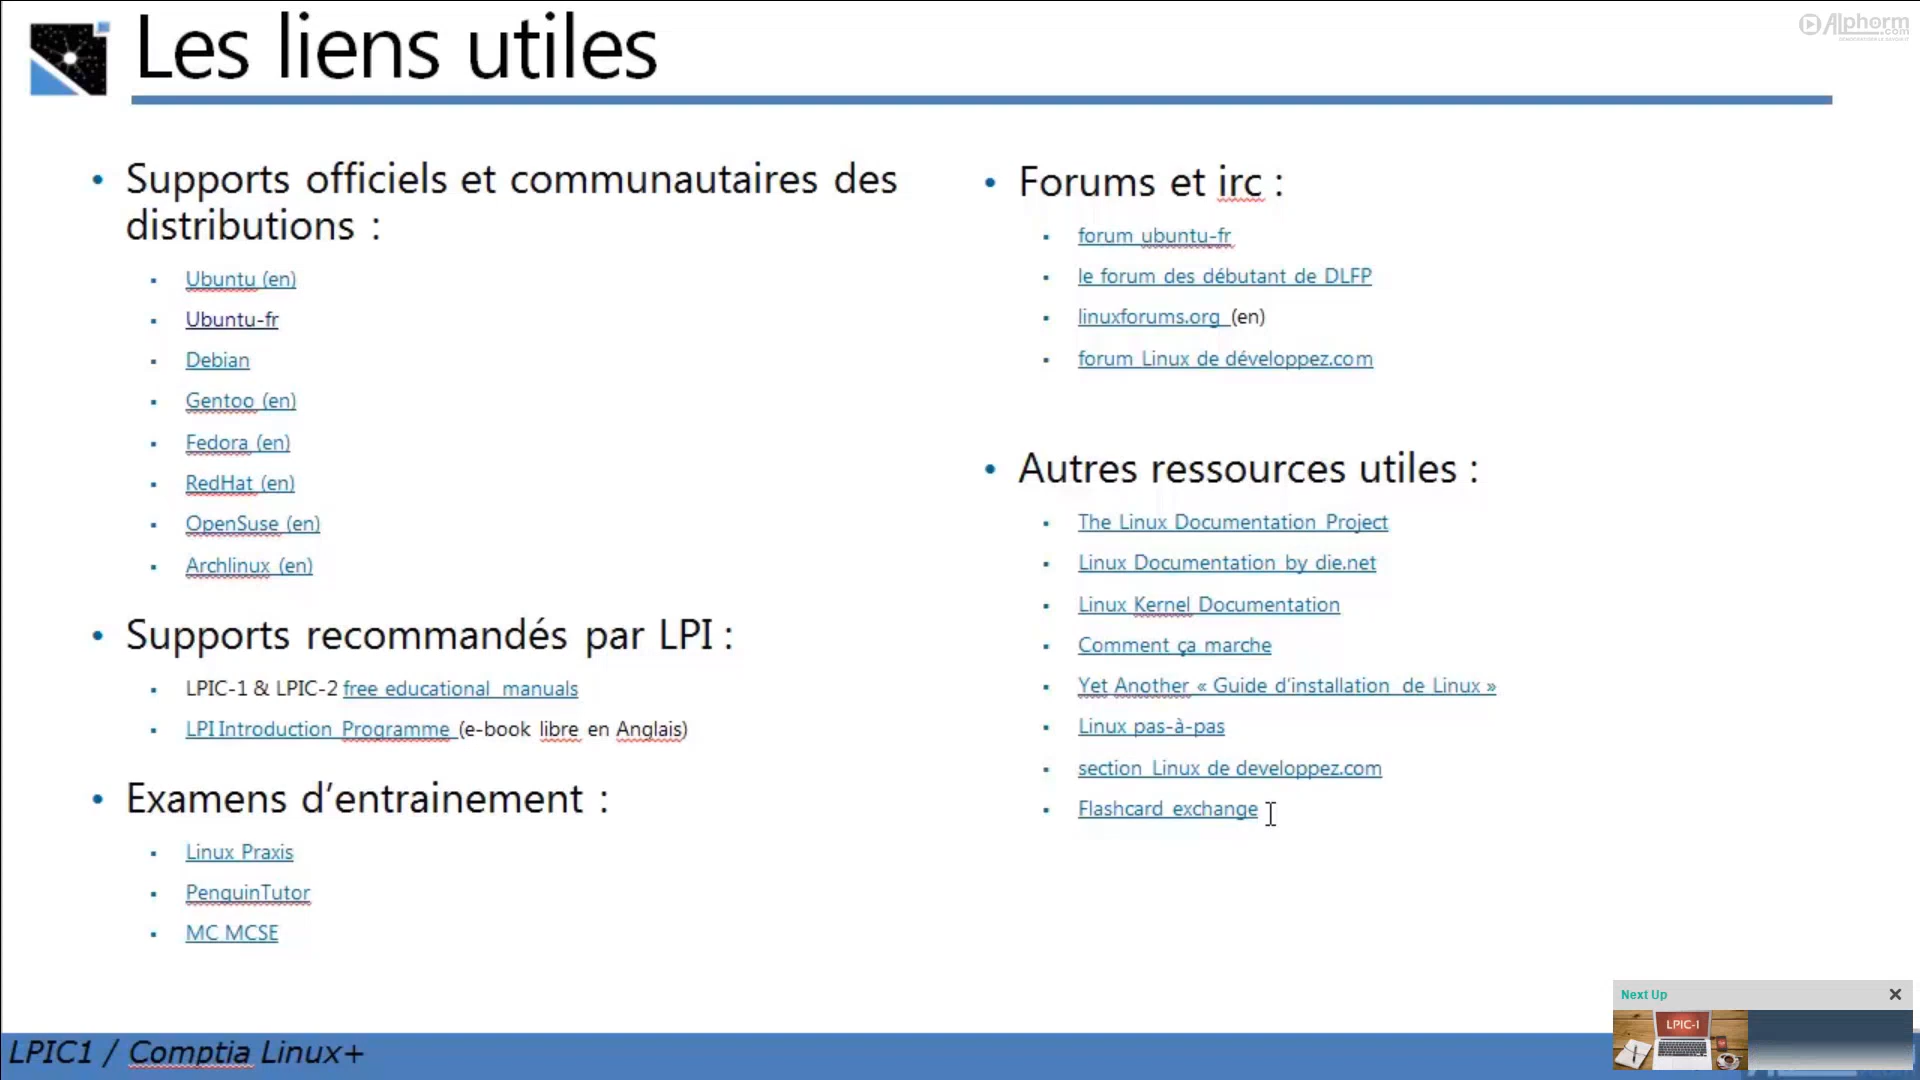 Les liens utiles
Alphorm
.com
Supports officiels et communautaires des
distributions :
Ubuntu (en)
Ubuntu-fr
Debian
Gentoo (en)
Fedora (en)
RedHat (en)
OpenSuse (en)
Archlinux (en)
Supports recommandés par LPI :
LPIC-1 & LPIC-2 free educational manuals
LPI Introduction Programme (e-book libre en Anglais)
Examens d’entrainement :
Linux Praxis
PenguinTutor
MC MCSE
Forums et irc :
forum ubuntu-fr
le forum des débutant de DLFP
linuxforums.org (en)
forum Linux de développez.com
Autres ressources utiles :
The Linux Documentation Project
Linux Documentation by die.net
Linux Kernel Documentation
Comment ça marche
Yet Another « Guide d’installation de Linux »
Linux pas-à-pas
section Linux de developpez.com
Flashcard exchange
Next Up
LPIC-1
LPIC1 / Comptia Linux+